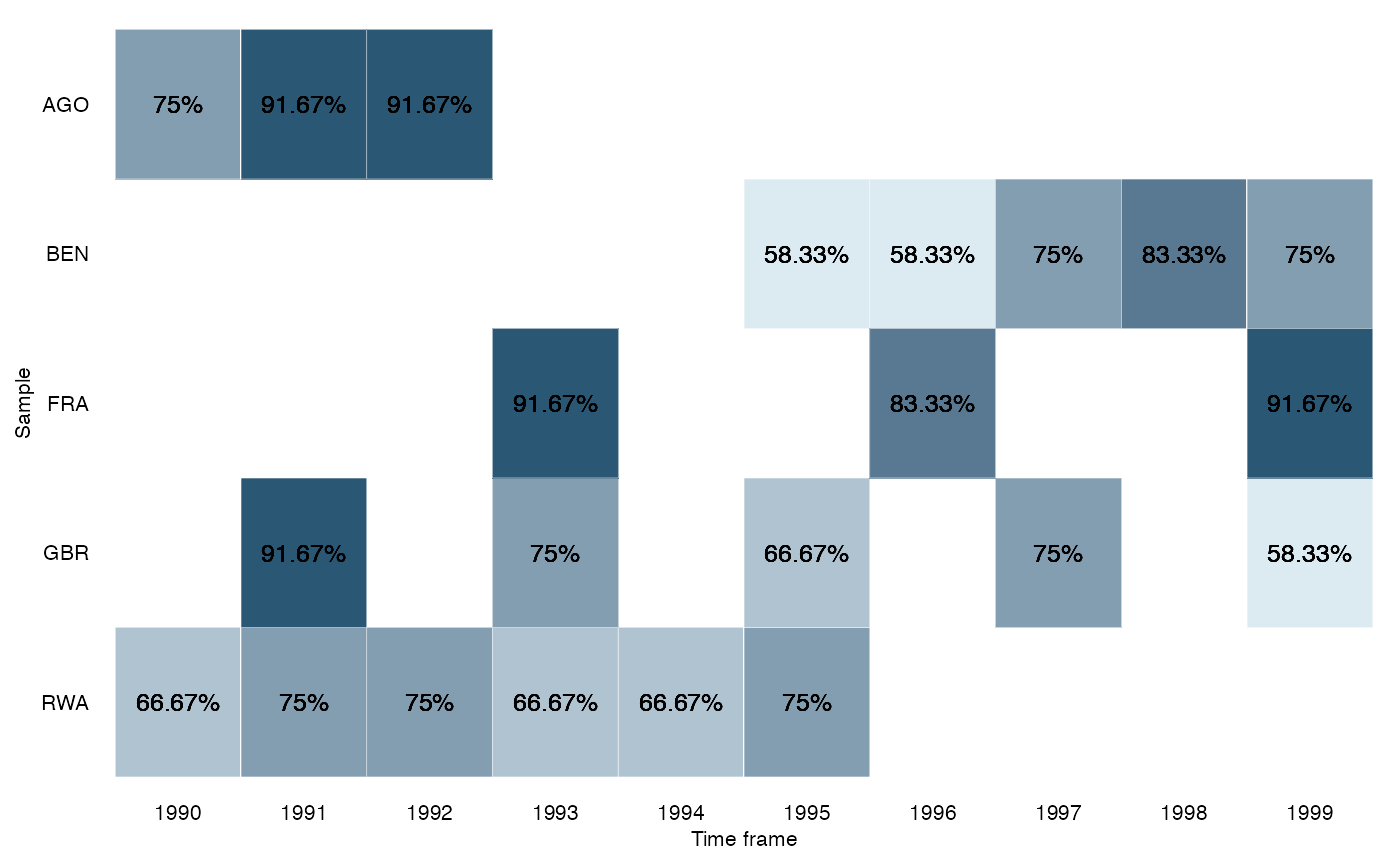 AGO 75% 91.67% 91.67%
BEN 58.33% 58.33% 75% 83.33% 75%
Sample
FRA 91.67% 83.33% 91.67%
GBR 91.67% 75% 66.67% 75% 58.33%
RWA 66.67% 75% 75% 66.67% 66.67% 75%
1990 1991 1992 1993 1994 1995 1996 1997 1998 1999
Time frame